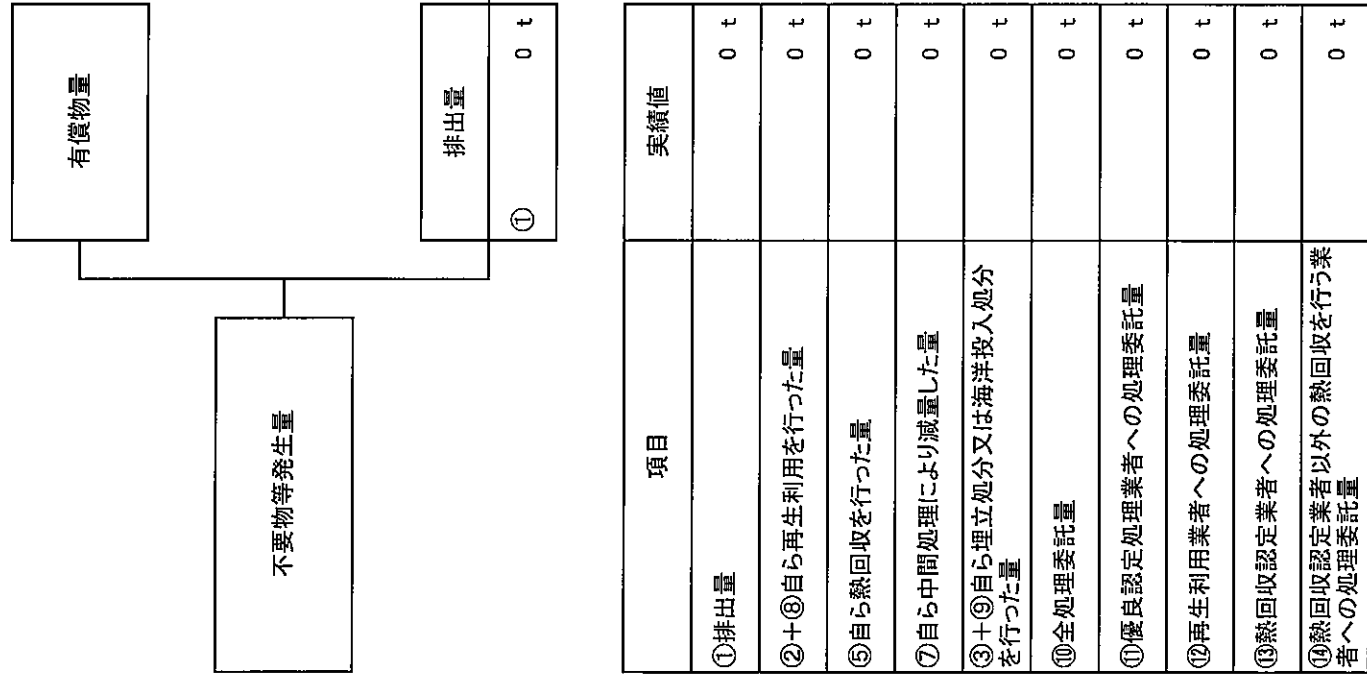 有償物量
不要物等発生量
排出量
① 0 t
項目 実績値
①排出量 0 t
②＋⑧自ら再生利用を行った量 0 t
⑤自ら熱回収を行った量 0 t
⑦自ら中間処理により減量した量 0 t
③＋⑨自ら埋立処分又は海洋投入処分
を行った量 0 t
⑩全処理委託量 0 t
⑪優良認定処理業者への処理委託量 0 t
⑫再生利用業者への処理委託量 0 t
⑬熱回収認定業者への処理委託量 0 t
⑭熱回収認定業者以外の熱回収を行う業
者への処理委託量 0 t